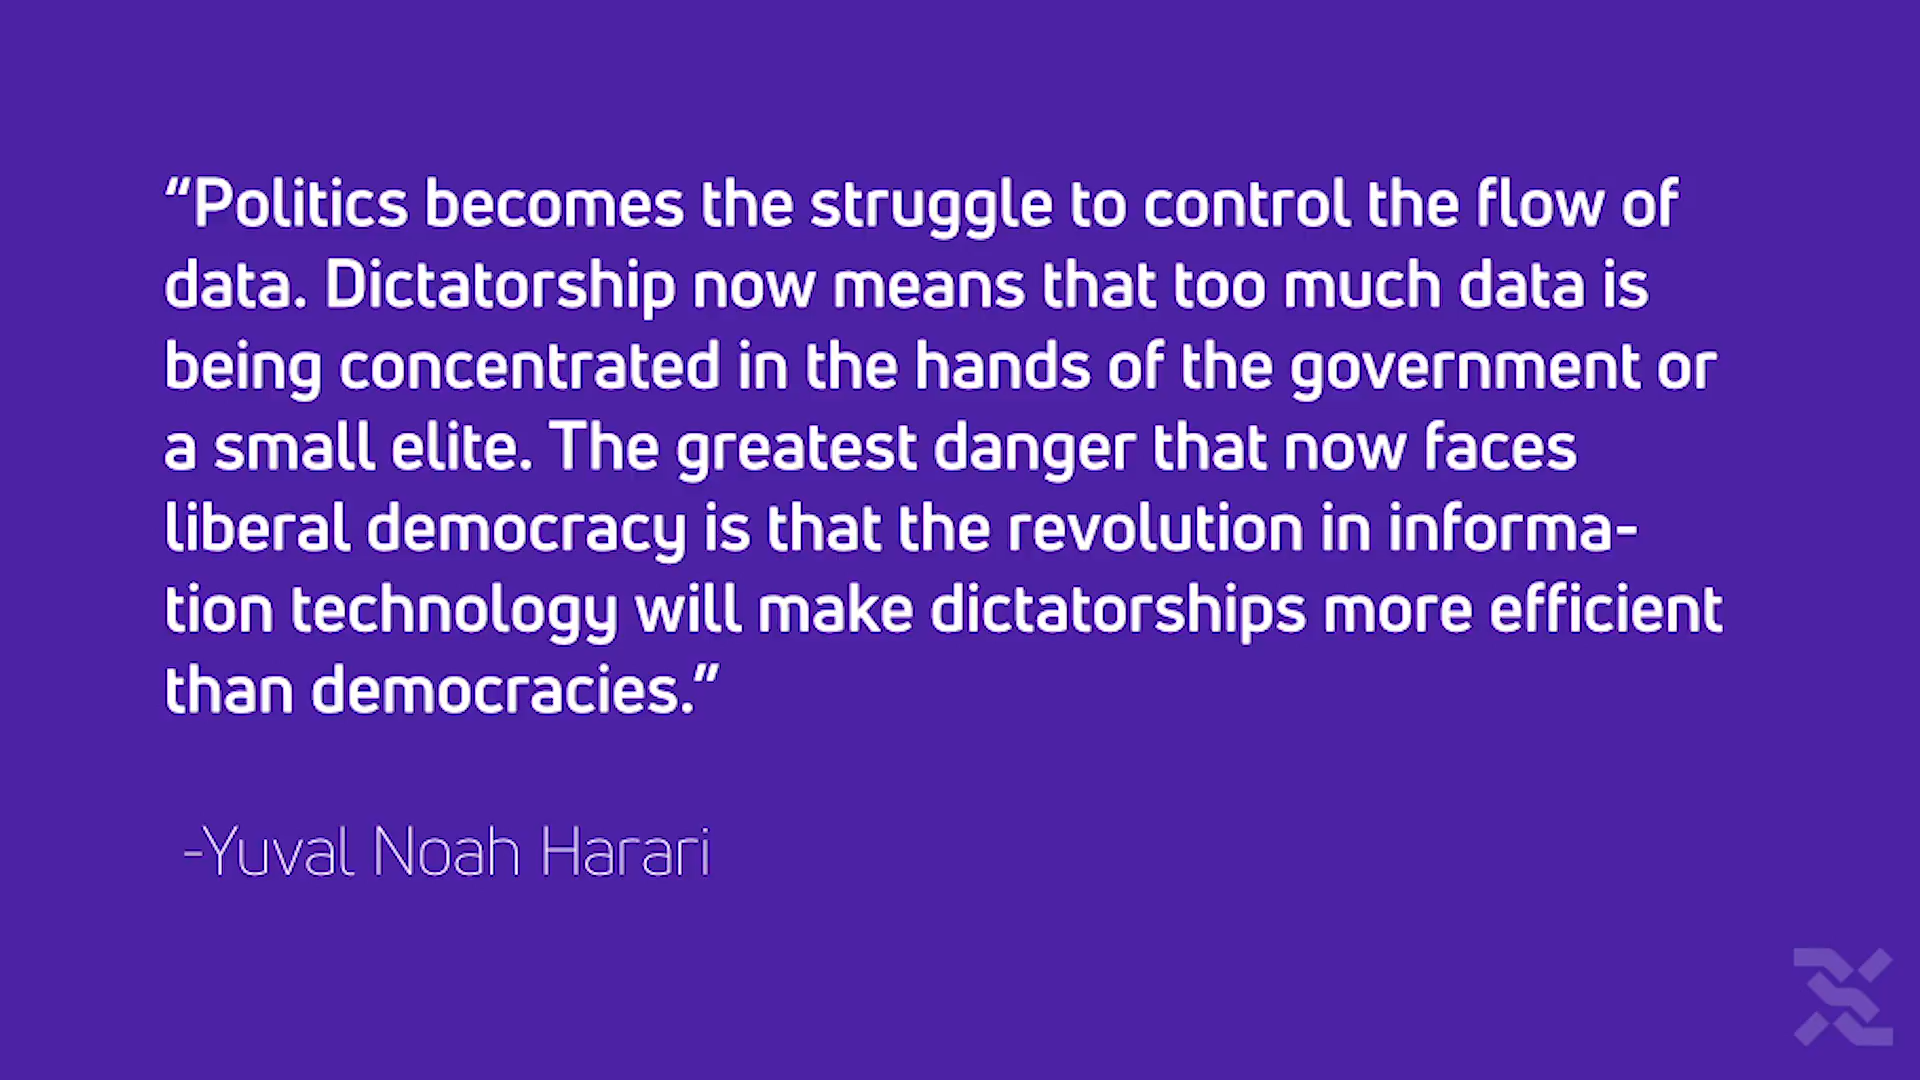 “Politics becomes the struggle to control the flow of
data. Dictatorship now means that too much data is
being concentrated in the hands of the government or
a small elite. The greatest danger that now faces
liberal democracy is that the revolution in informa-
tion technology will make dictatorships more efficient
than democracies.”
-Yuval Noah Harari